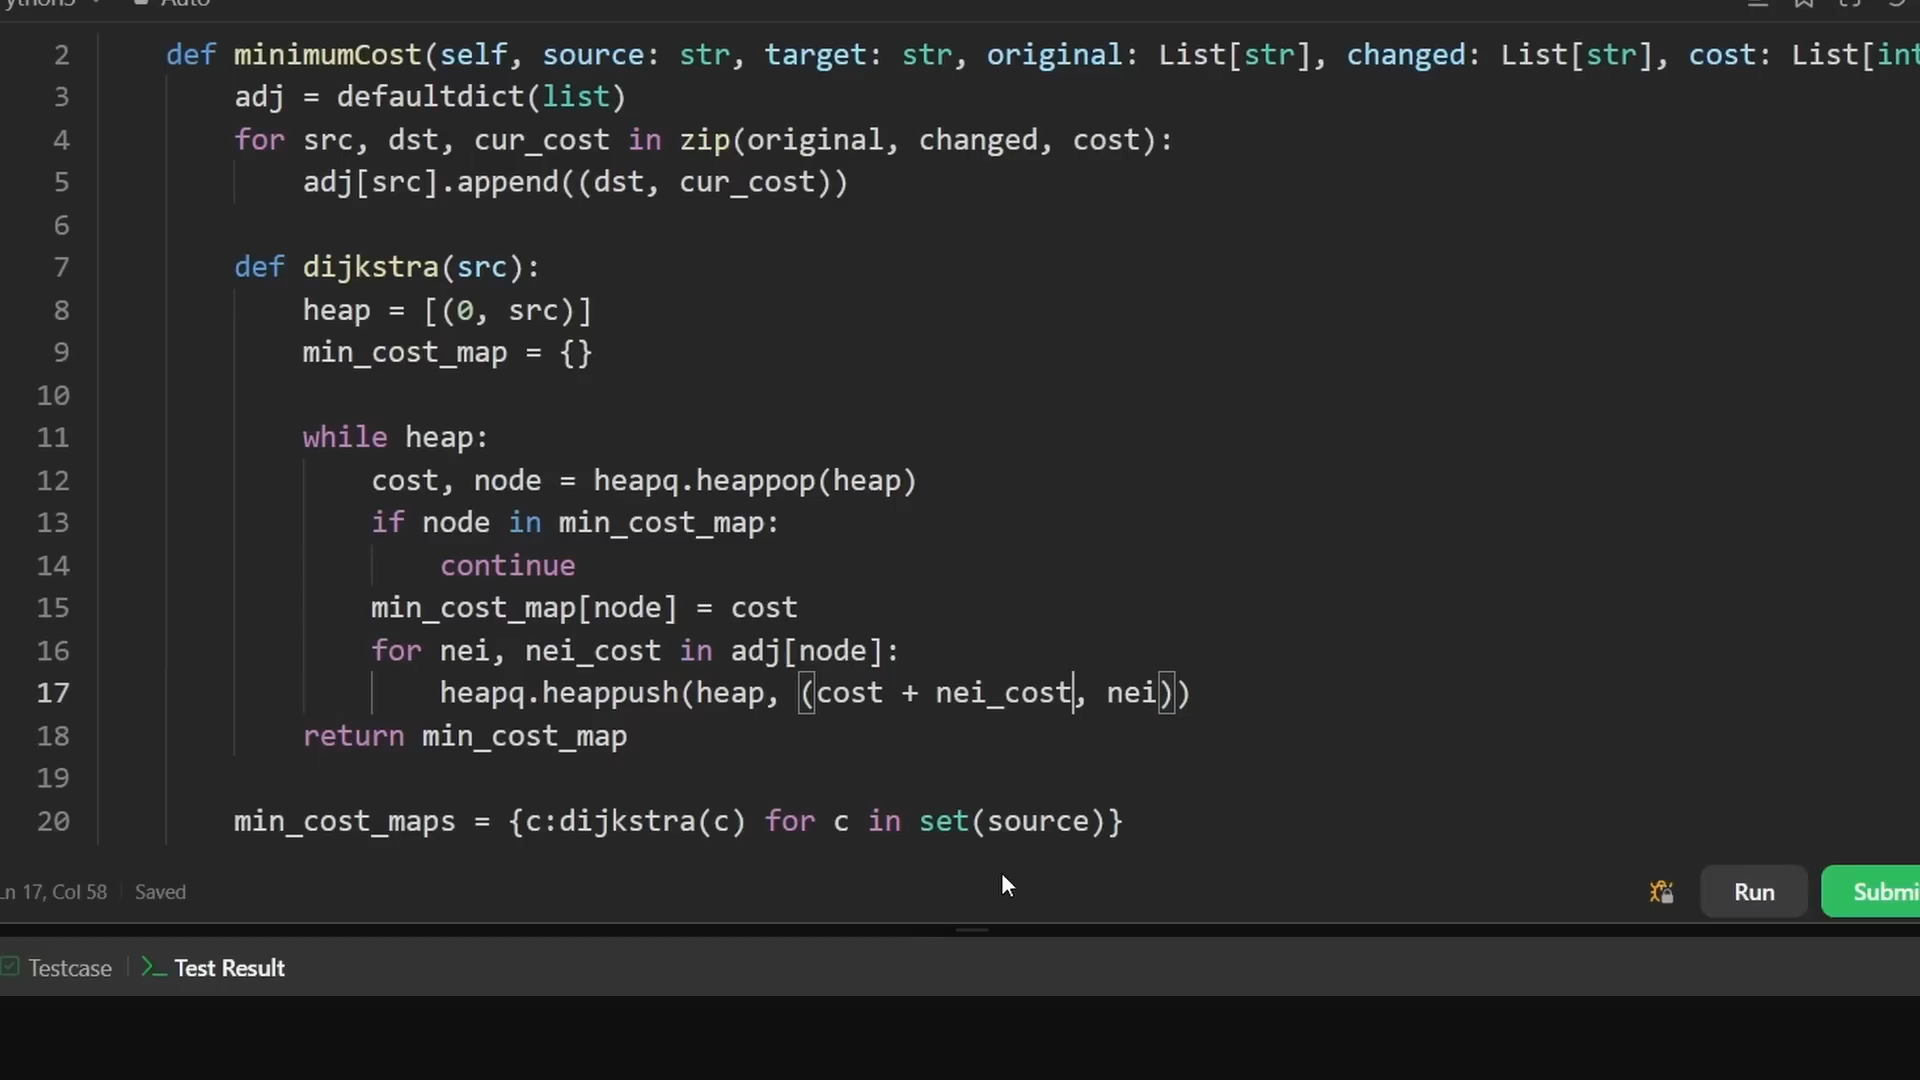 Auto
2 def minimumCost(self, source: str, target: str, original: List[str], changed: List[str], cost: List[int
3 adj = defaultdict(list)
4 for src, dst, cur_cost in zip(original, changed, cost):
5 adj[src].append((dst, cur_cost))
6
7 def dijkstra(src):
8 heap = [(0, src)]
9 min_cost_map = {}
10
11 while heap:
12 cost, node = heapq.heappop(heap)
13 if node in min_cost_map:
14 continue
15 min_cost_map[node] = cost
16 for nei, nei_cost in adj[node]:
17 heapq.heappush(heap, (cost + nei_cost, nei))
18 return min_cost_map
19
20 min_cost_maps = {c:dijkstra(c) for c in set(source)}
Ln 17, Col 58 Saved
Run Submi
Testcase >_ Test Result